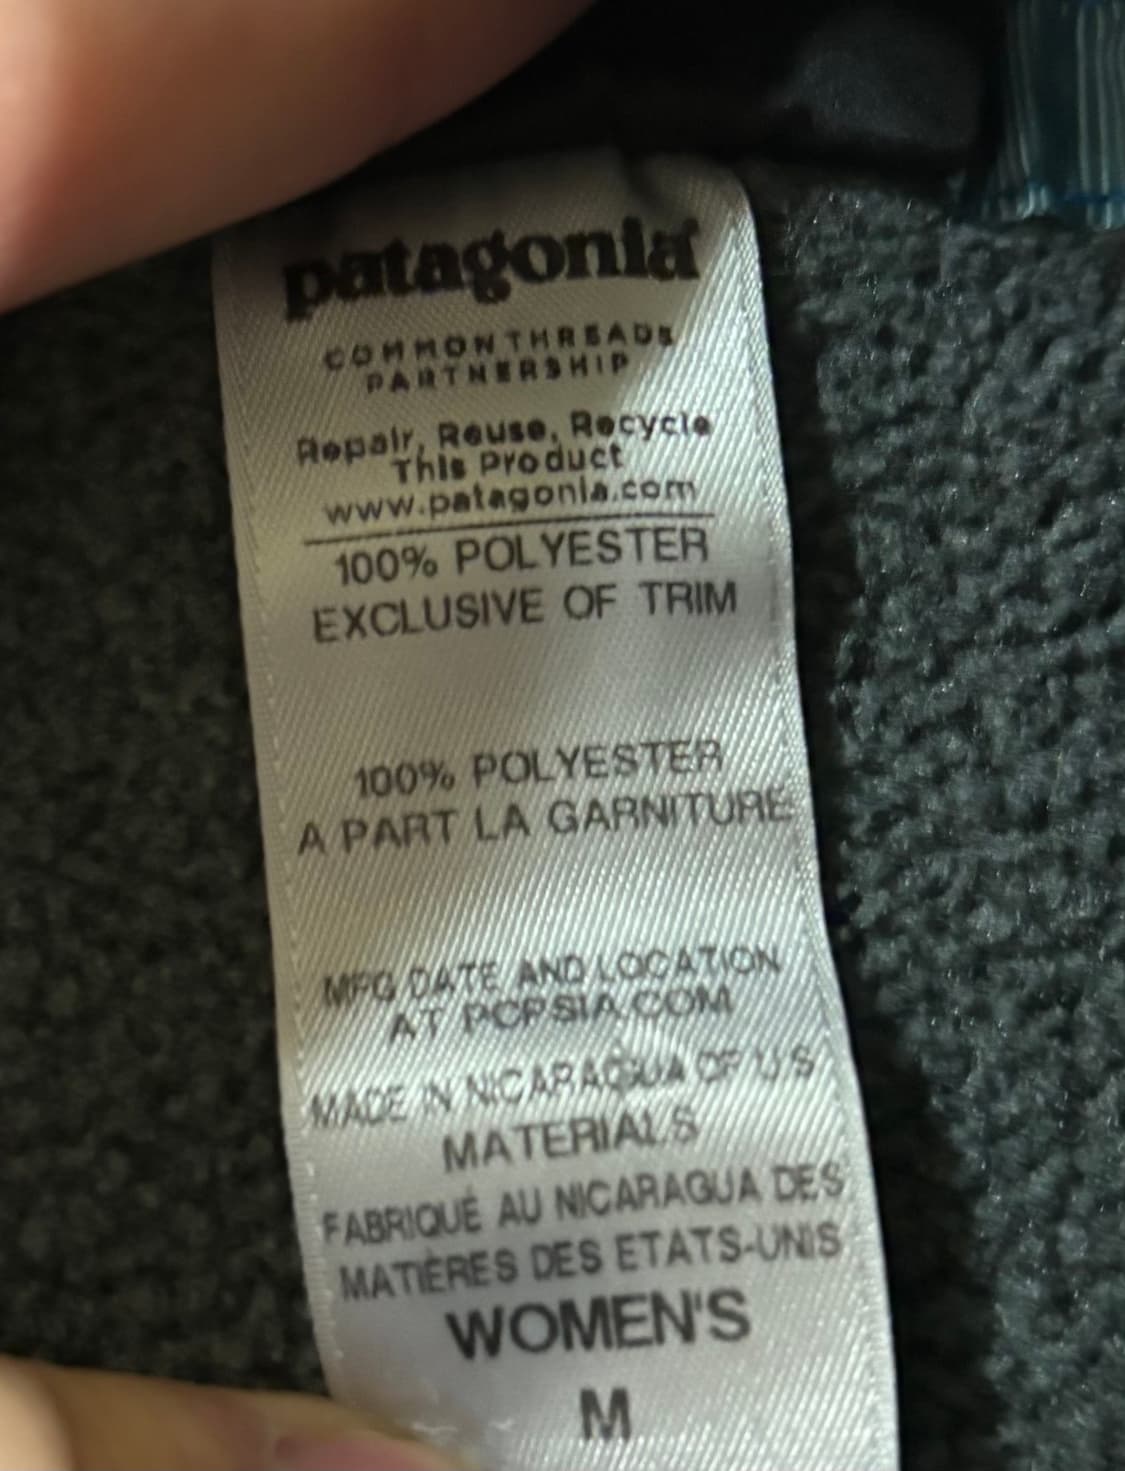 patagonia
COMMON THREADS
PARTNERSHIP
Repair, Reuse, Recycle
This Product
www.patagonia.com
100% POLYESTER
EXCLUSIVE OF TRIM
100% POLYESTER
A PART LA GARNITURE
MFG DATE AND LOCATION
AT PCPSIA.COM
MADE IN NICARAGUA OF U S
MATERIALS
FABRIQUÉ AU NICARAGUA DES
MATIÈRES DES ETATS-UNIS
WOMEN'S
M